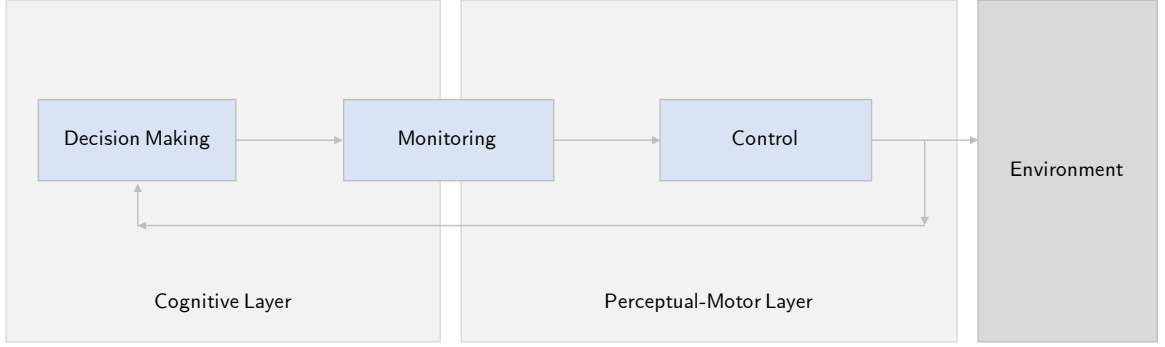 Decision Making
Monitoring
Control
Environment
Cognitive Layer
Perceptual-Motor Layer